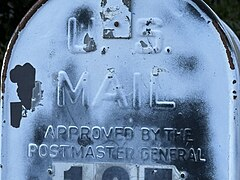 U.S.
MAIL
APPROVED BY THE
POSTMASTER GENERAL